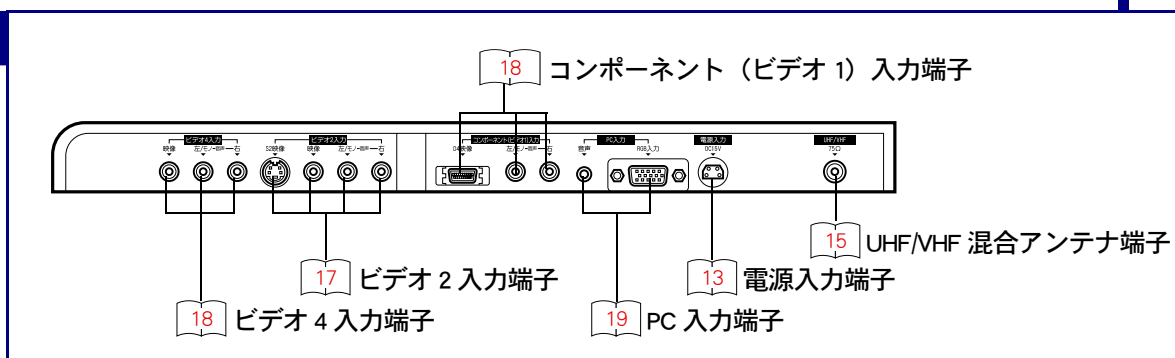 18 コンポーネント（ビデオ 1）入力端子
ビデオ4入力 ビデオ2入力 コンポーネント(ビデオ1)入力 PC入力 電源入力 UHF/VHF
映像 左/モノ-音声-右 S2映像 映像 左/モノ-音声-右 D4映像 左/モノ-音声-右 音声 RGB入力 DC15V 75Ω
15 UHF/VHF 混合アンテナ端子
17 ビデオ 2 入力端子
13 電源入力端子
18 ビデオ 4 入力端子
19 PC 入力端子